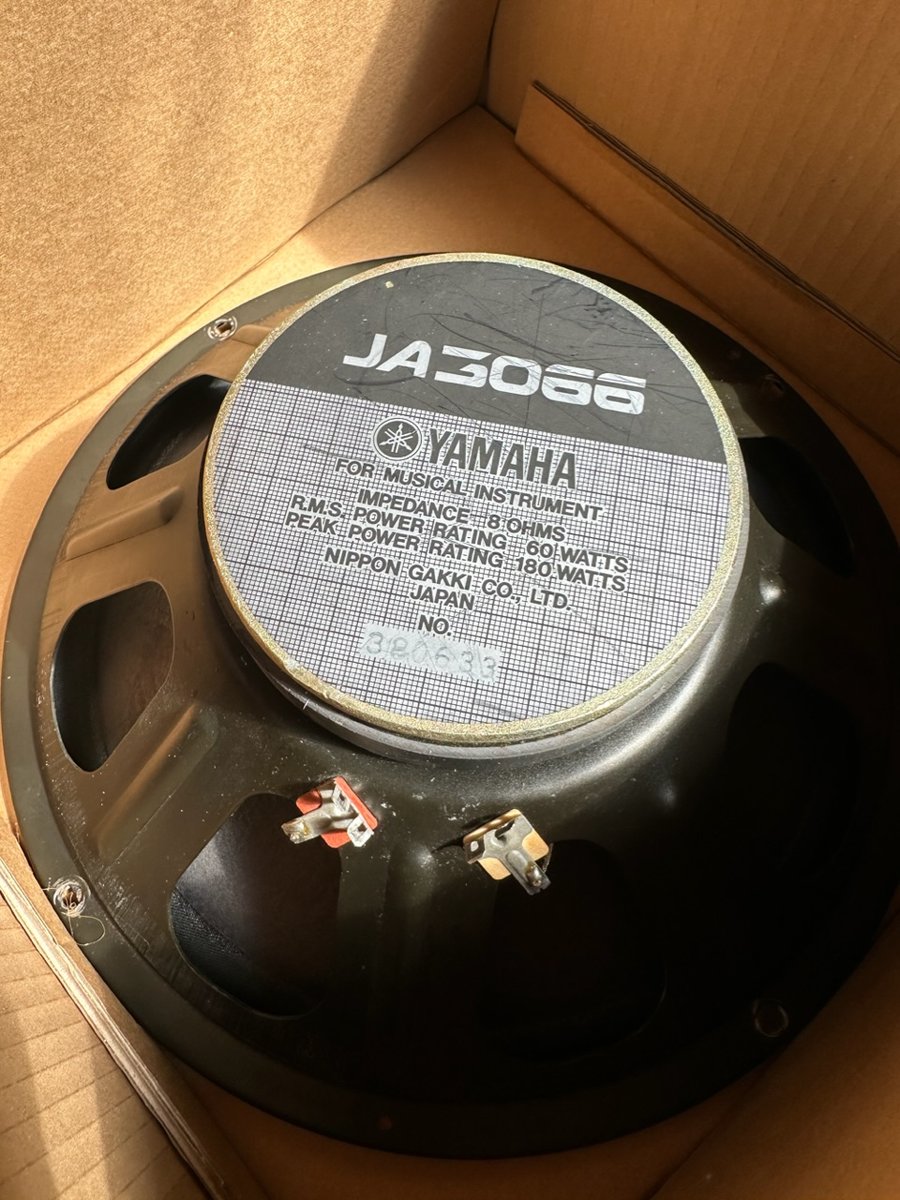 JA3066
YAMAHA
FOR MUSICAL INSTRUMENT
IMPEDANCE 8 OHMS
R.M.S. POWER RATING 60 WATTS
PEAK POWER RATING 180 WATTS
NIPPON GAKKI CO., LTD.
JAPAN
NO.
380633